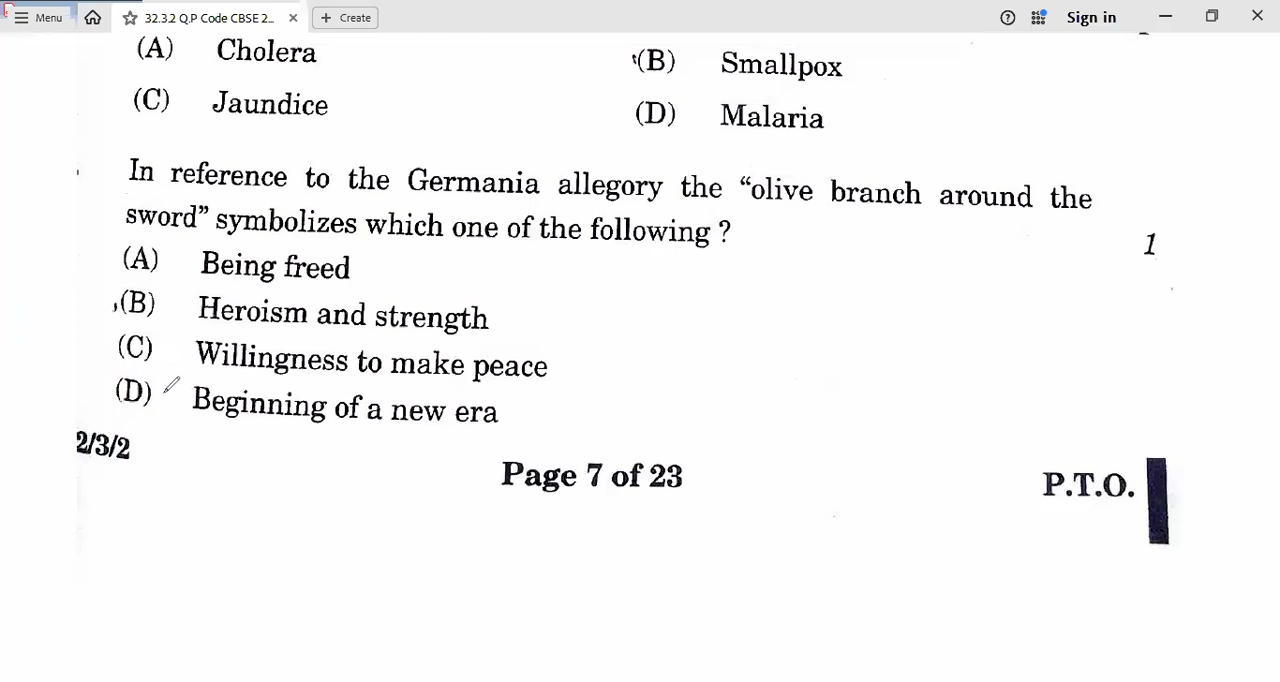 Menu 32.3.2 Q.P Code CBSE 2... Create Sign in
(A) Cholera (B) Smallpox
(C) Jaundice (D) Malaria
In reference to the Germania allegory the “olive branch around the
sword” symbolizes which one of the following ? 1
(A) Being freed
(B) Heroism and strength
(C) Willingness to make peace
(D) Beginning of a new era
2/3/2
Page 7 of 23
P.T.O.